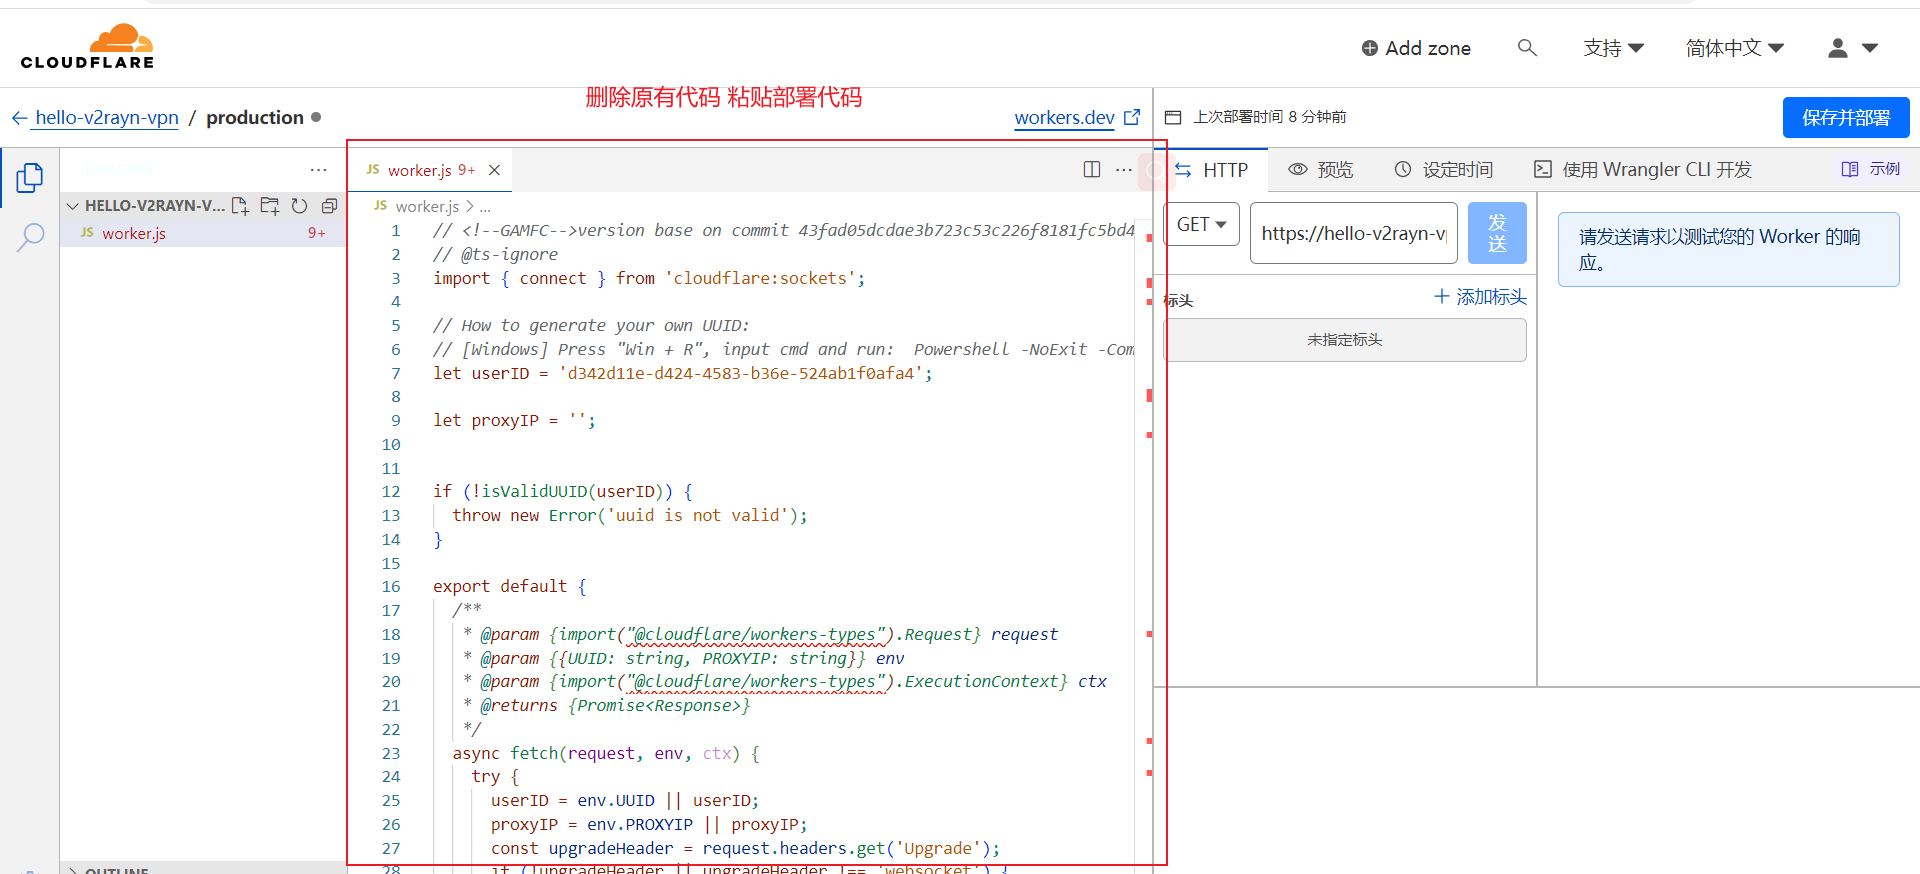 CLOUDFLARE
Add zone
支持
简体中文
删除原有代码 粘贴部署代码
hello-v2rayn-vpn / production
workers.dev
上次部署时间 8 分钟前
保存并部署
HELLO-V2RAYN-V...
JS worker.js 9+
JS worker.js 9+
JS worker.js > ...
1 // <!--GAMFC-->version base on commit 43fad05dcdae3b723c53c226f8181fc5bd4
2 // @ts-ignore
3 import { connect } from 'cloudflare:sockets';
4
5 // How to generate your own UUID:
6 // [Windows] Press "Win + R", input cmd and run:  Powershell -NoExit -Com
7 let userID = 'd342d11e-d424-4583-b36e-524ab1f0afa4';
8
9 let proxyIP = '';
10
11
12 if (!isValidUUID(userID)) {
13 throw new Error('uuid is not valid');
14 }
15
16 export default {
17 /**
18 * @param {import("@cloudflare/workers-types").Request} request
19 * @param {{UUID: string, PROXYIP: string}} env
20 * @param {import("@cloudflare/workers-types").ExecutionContext} ctx
21 * @returns {Promise<Response>}
22 */
23 async fetch(request, env, ctx) {
24 try {
25 userID = env.UUID || userID;
26 proxyIP = env.PROXYIP || proxyIP;
27 const upgradeHeader = request.headers.get('Upgrade');
28 if (!upgradeHeader || upgradeHeader !== 'websocket') {
OUTLINE
HTTP
预览
设定时间
使用 Wrangler CLI 开发
示例
GET
https://hello-v2rayn-v
发
送
标头
添加标头
未指定标头
请发送请求以测试您的 Worker 的响
应。